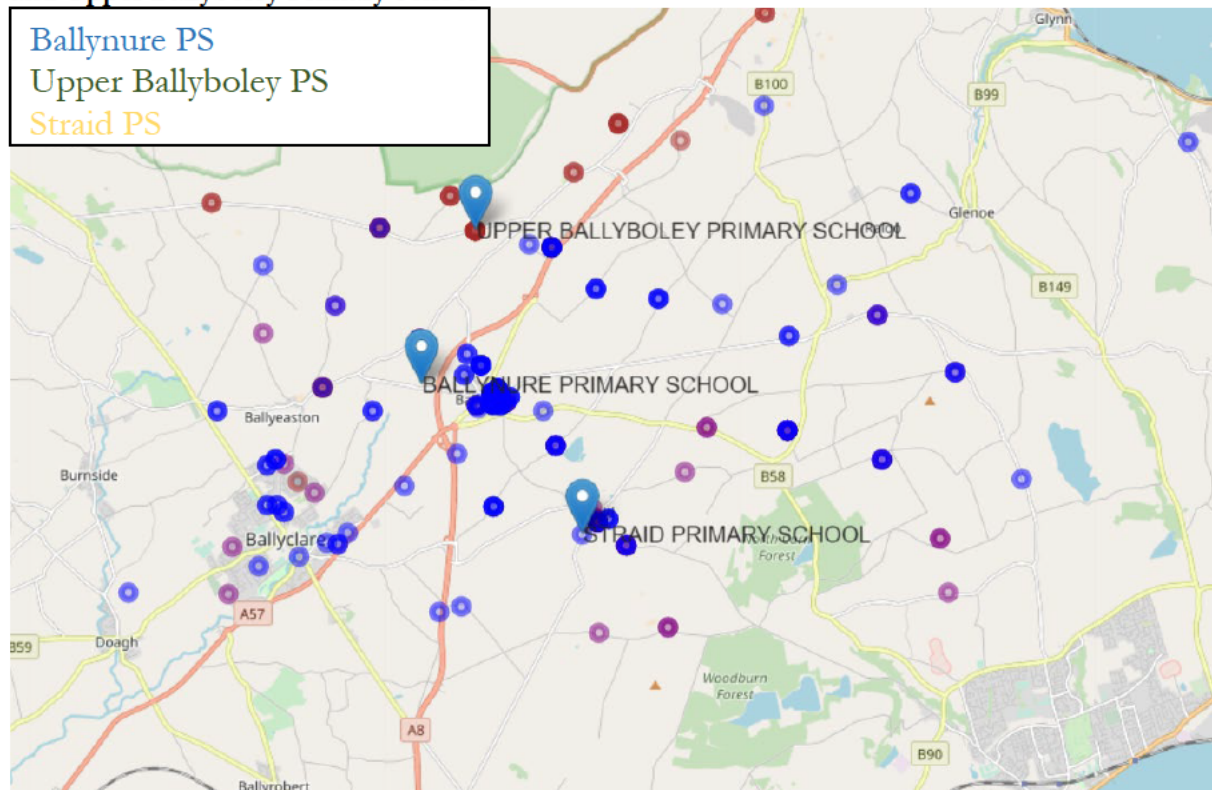 Ballynure PS
Upper Ballyboley PS
Straid PS
Glynn
B100
B99
Glenoe
UPPER BALLYBOLEY PRIMARY SCHOOL
B149
BALLYNURE PRIMARY SCHOOL
Ballyeaston
Burnside
B58
STRAID PRIMARY SCHOOL
Ballyclare
Forest
A57
Doagh
B59
Woodburn
Forest
A8
B90
Ballyrobert